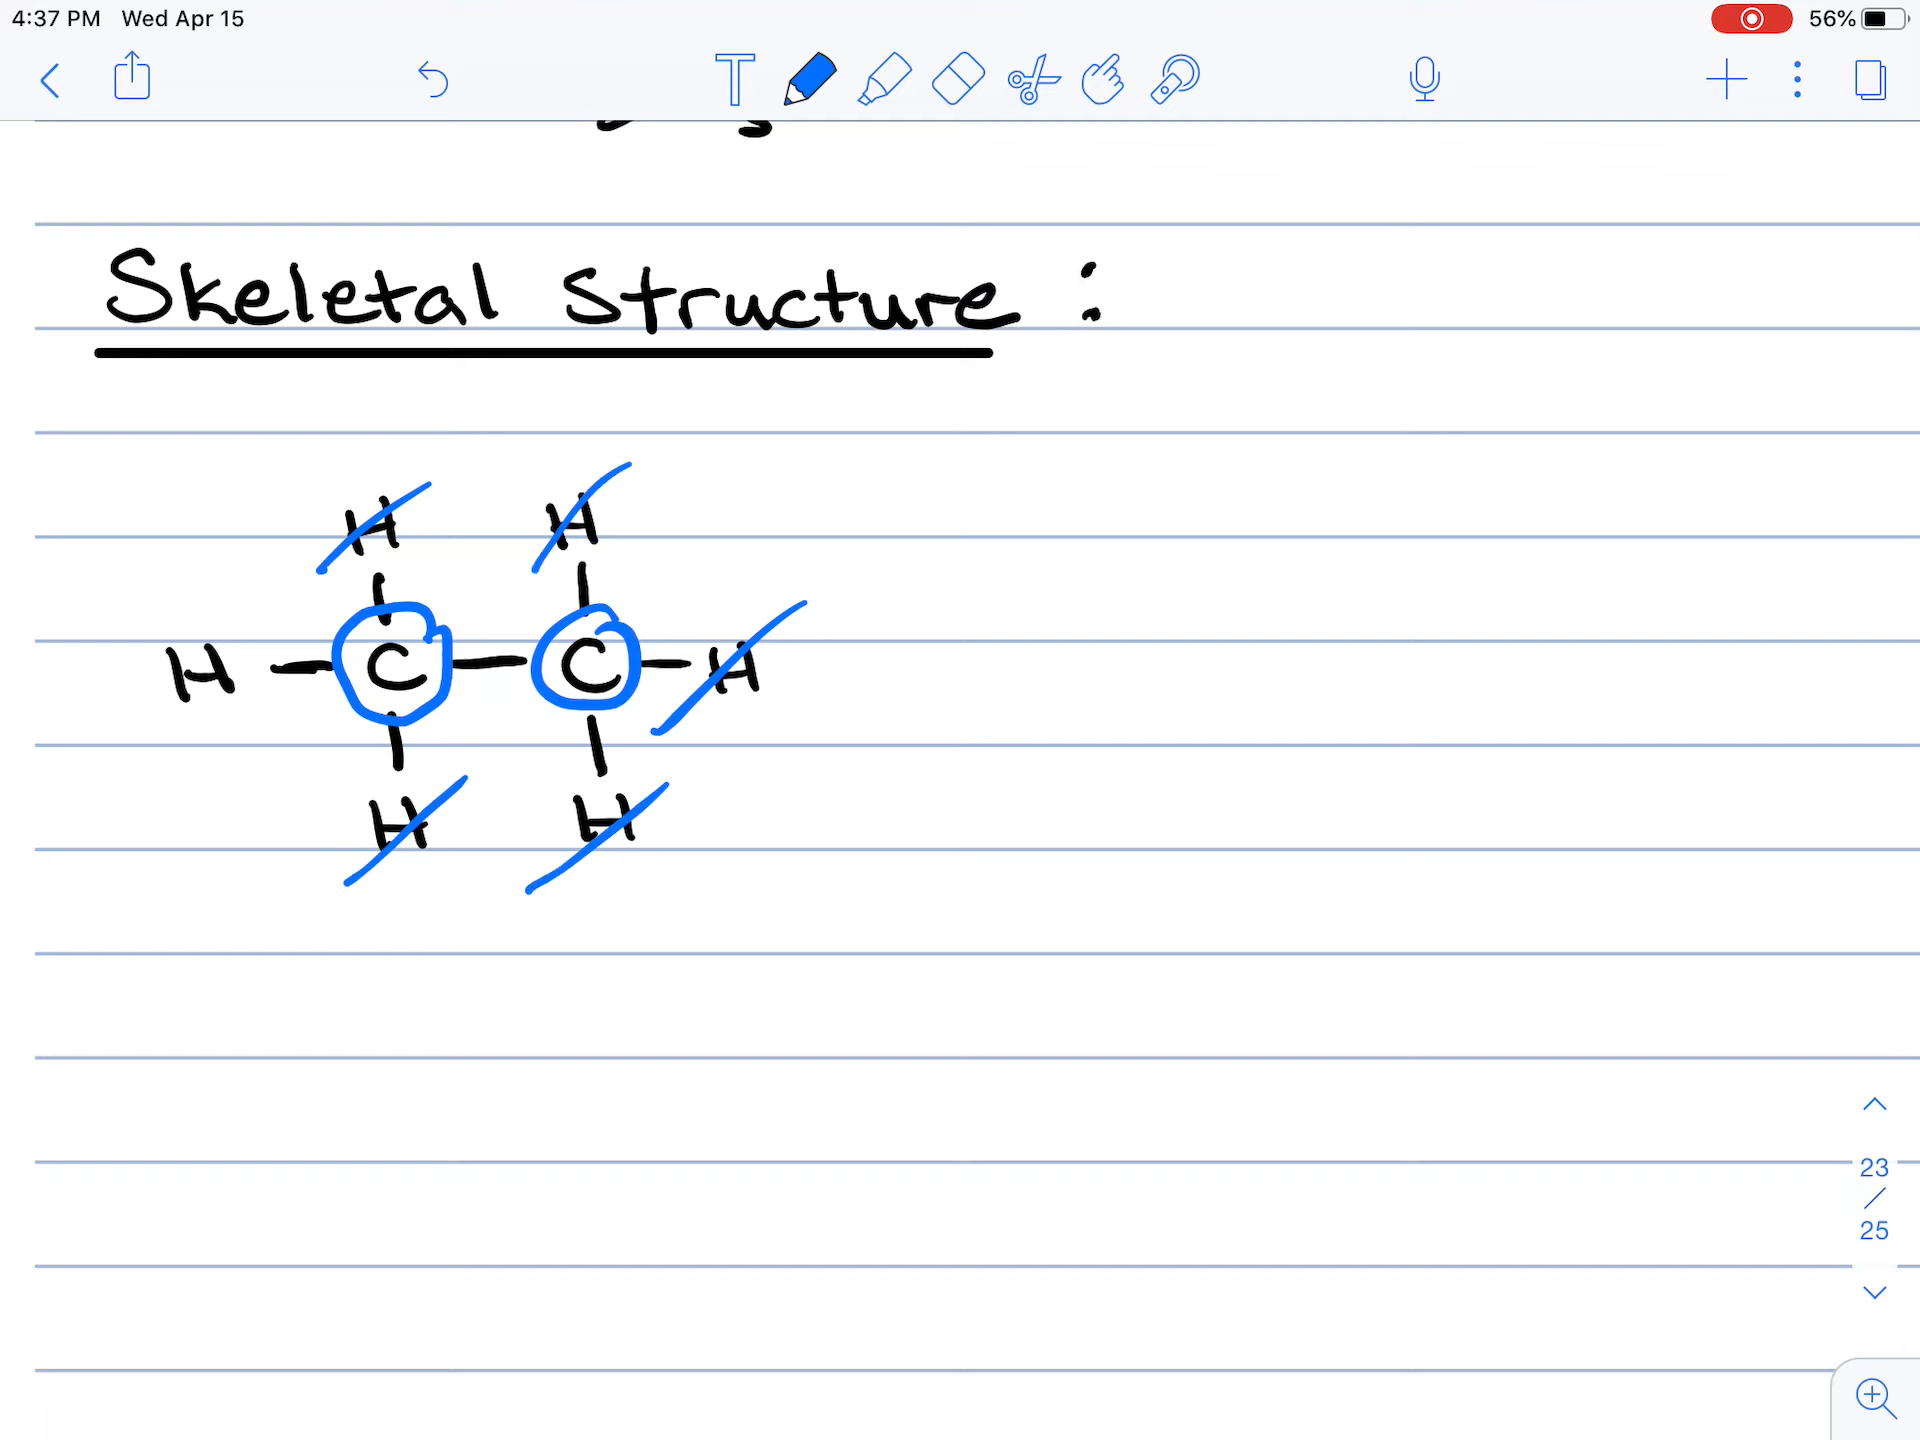 4:37 PM Wed Apr 15 56%
T
Skeletal Structure :
H H
H - C - C - H
H H
23
/
25